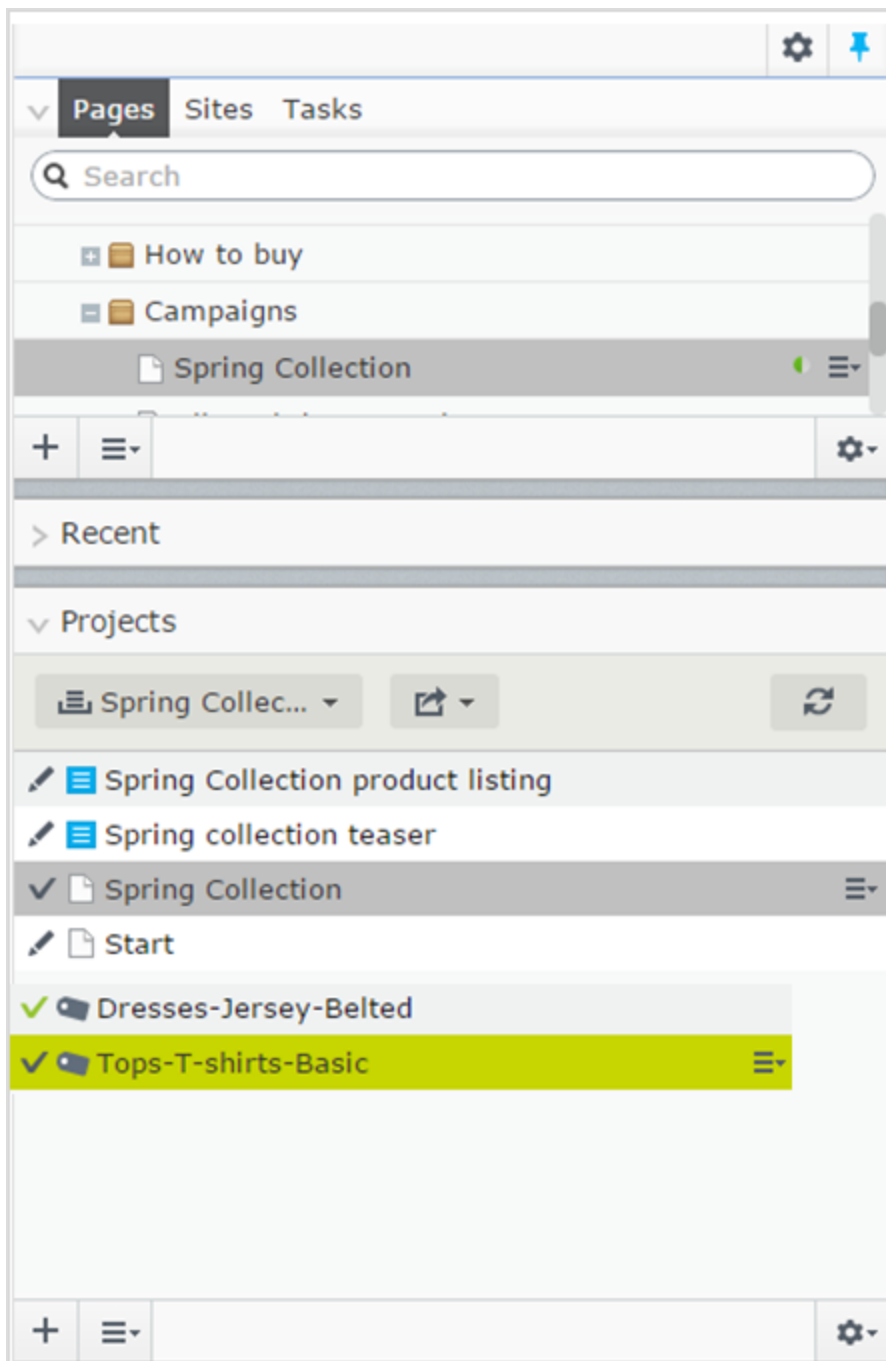 Pages Sites Tasks
Search
How to buy
Campaigns
Spring Collection
Recent
Projects
Spring Collec...
Spring Collection product listing
Spring collection teaser
Spring Collection
Start
Dresses-Jersey-Belted
Tops-T-shirts-Basic